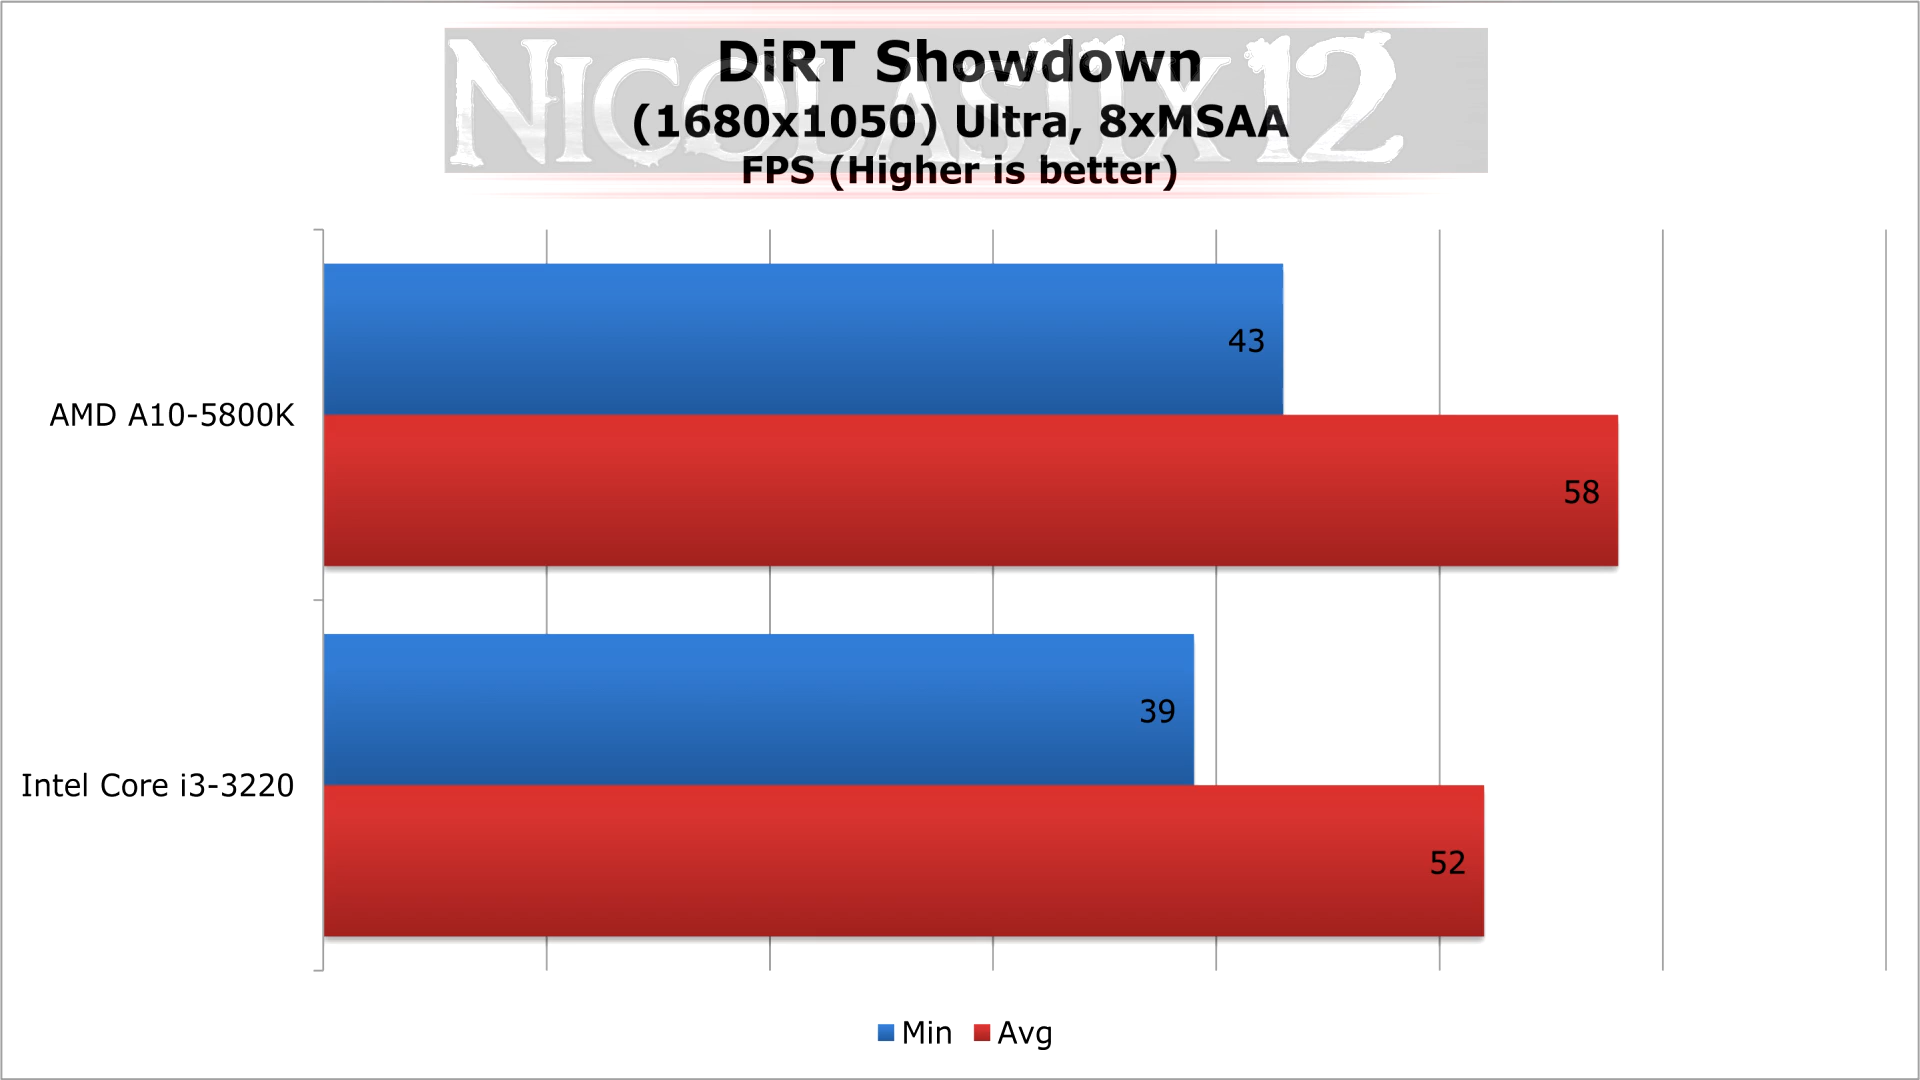 Nicolas11x12
DiRT Showdown
(1680x1050) Ultra, 8xMSAA
FPS (Higher is better)
AMD A10-5800K
43
58
Intel Core i3-3220
39
52
Min
Avg